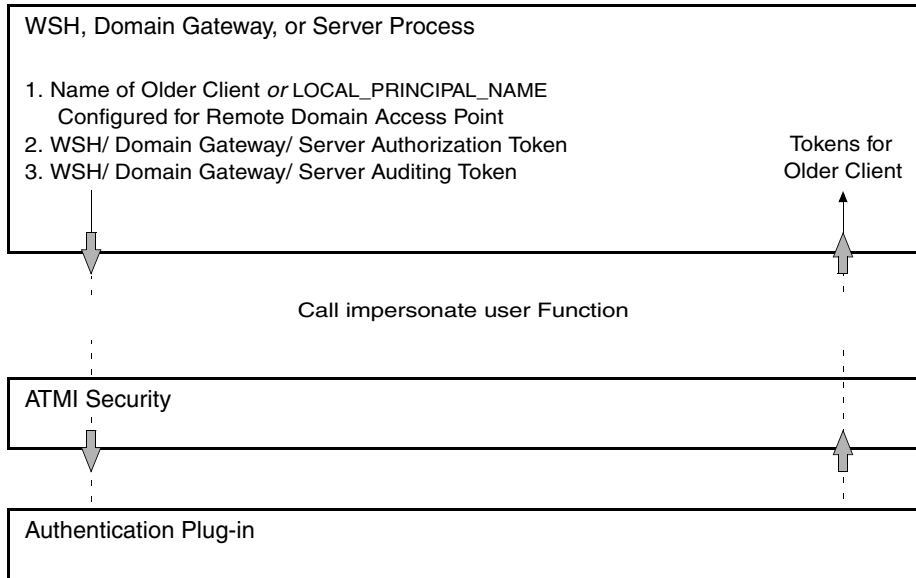 WSH, Domain Gateway, or Server Process
1. Name of Older Client or LOCAL_PRINCIPAL_NAME
Configured for Remote Domain Access Point
2. WSH/ Domain Gateway/ Server Authorization Token
3. WSH/ Domain Gateway/ Server Auditing Token
Tokens for
Older Client
Call impersonate user Function
ATMI Security
Authentication Plug-in